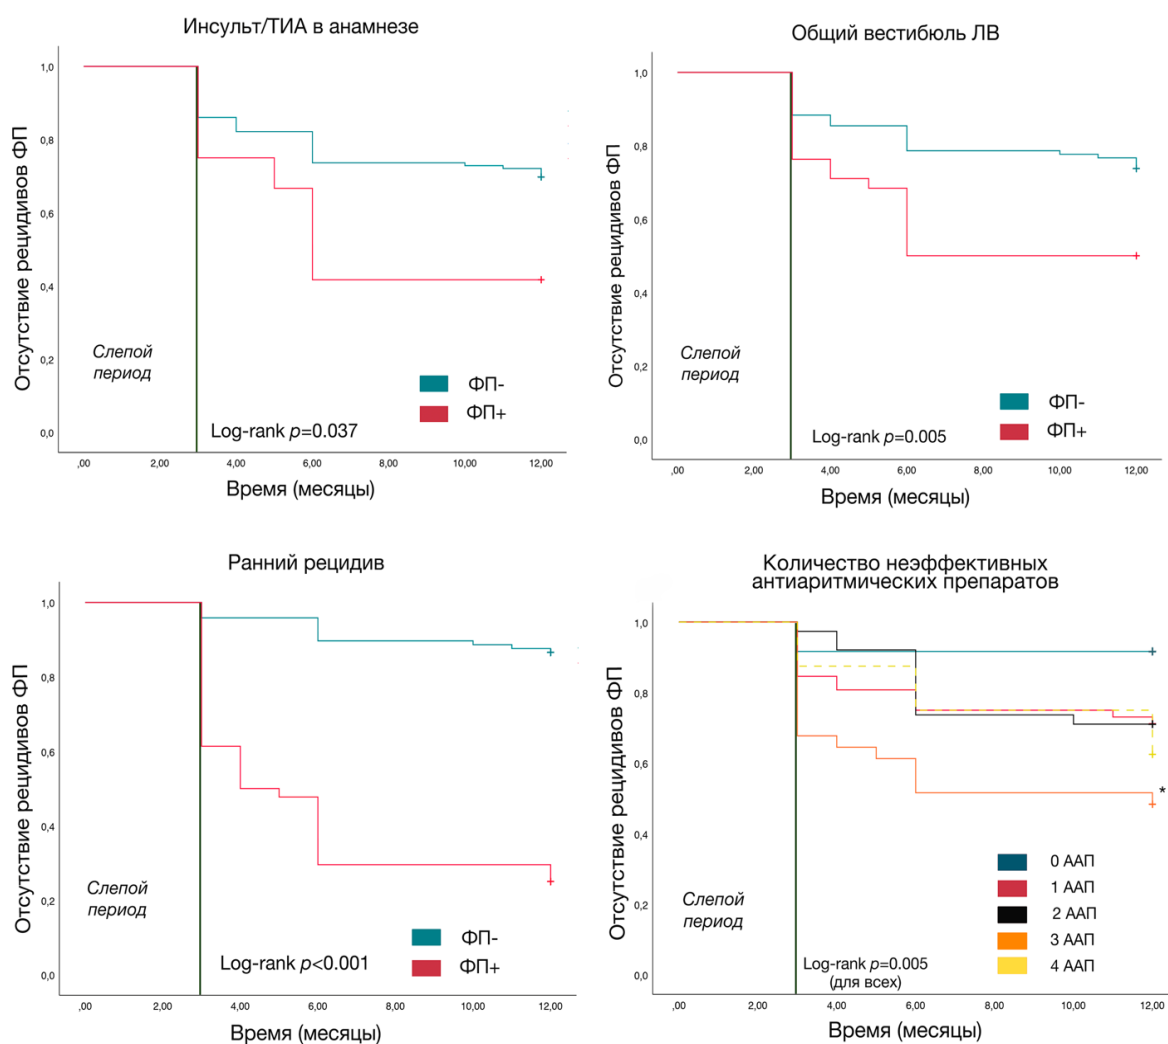 Инсульт/ТИА в анамнезе
Отсутствие рецидивов ФП
1,0
0,8
0,6
0,4
0,2
0,0
Слепой
период
ФП-
ФП+
Log-rank p=0.037
,00 2,00 4,00 6,00 8,00 10,00 12,00
Время (месяцы)
Общий вестибюль ЛВ
Отсутствие рецидивов ФП
1,0
0,8
0,6
0,4
0,2
0,0
Слепой
период
ФП-
ФП+
Log-rank p=0.005
,00 2,00 4,00 6,00 8,00 10,00 12,00
Время (месяцы)
Ранний рецидив
Отсутствие рецидивов ФП
1,0
0,8
0,6
0,4
0,2
0,0
Слепой
период
ФП-
ФП+
Log-rank p<0.001
,00 2,00 4,00 6,00 8,00 10,00 12,00
Время (месяцы)
Количество неэффективных
антиаритмических препаратов
Отсутствие рецидивов ФП
1,0
0,8
0,6
0,4
0,2
0,0
*
Слепой
период
0 ААП
1 ААП
2 ААП
3 ААП
4 ААП
Log-rank p=0.005
(для всех)
,00 2,00 4,00 6,00 8,00 10,00 12,00
Время (месяцы)